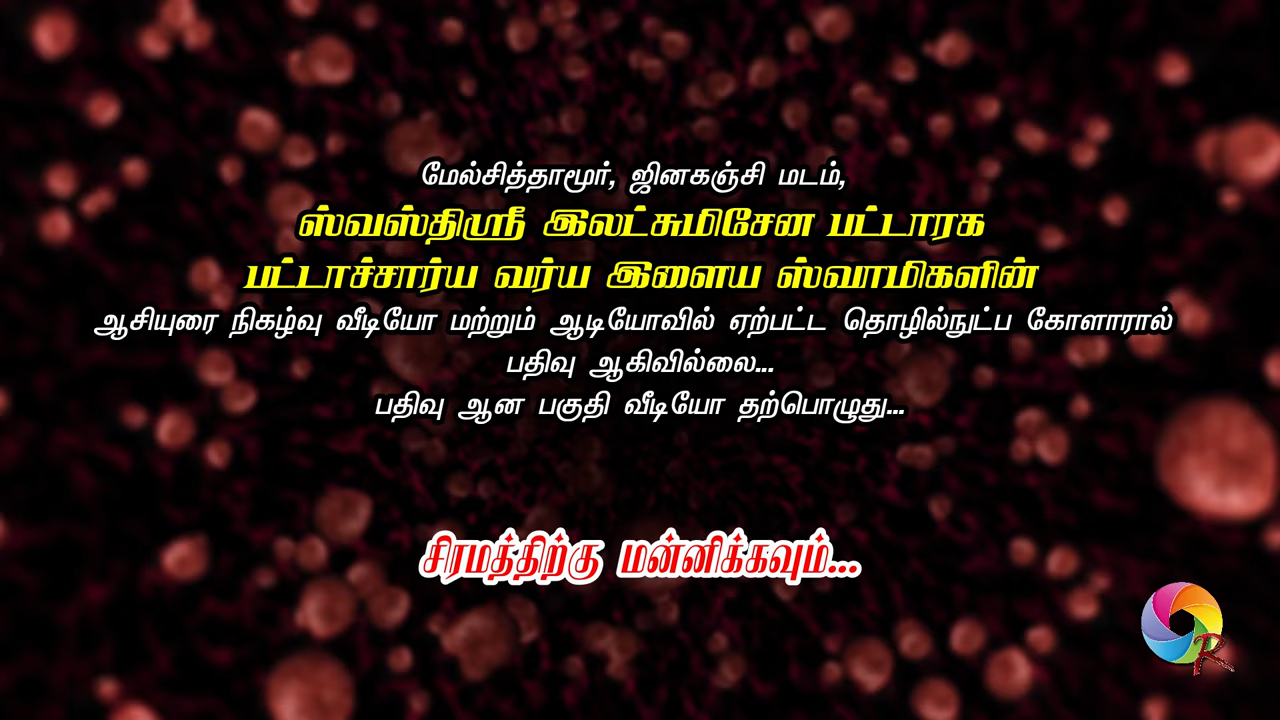 மேல்சித்தாமூர், ஜினகஞ்சி மடம்,
ஸ்வஸ்திஸ்ரீ இலட்சுமிசேன பட்டாரக
பட்டாச்சார்ய வர்ய இளைய ஸ்வாமிகளின்
ஆசியுரை நிகழ்வு வீடியோ மற்றும் ஆடியோவில் ஏற்பட்ட தொழில்நுட்ப கோளாரால்
பதிவு ஆகிவில்லை...
பதிவு ஆன பகுதி வீடியோ தற்பொழுது...
சிரமத்திற்கு மன்னிக்கவும்...
R